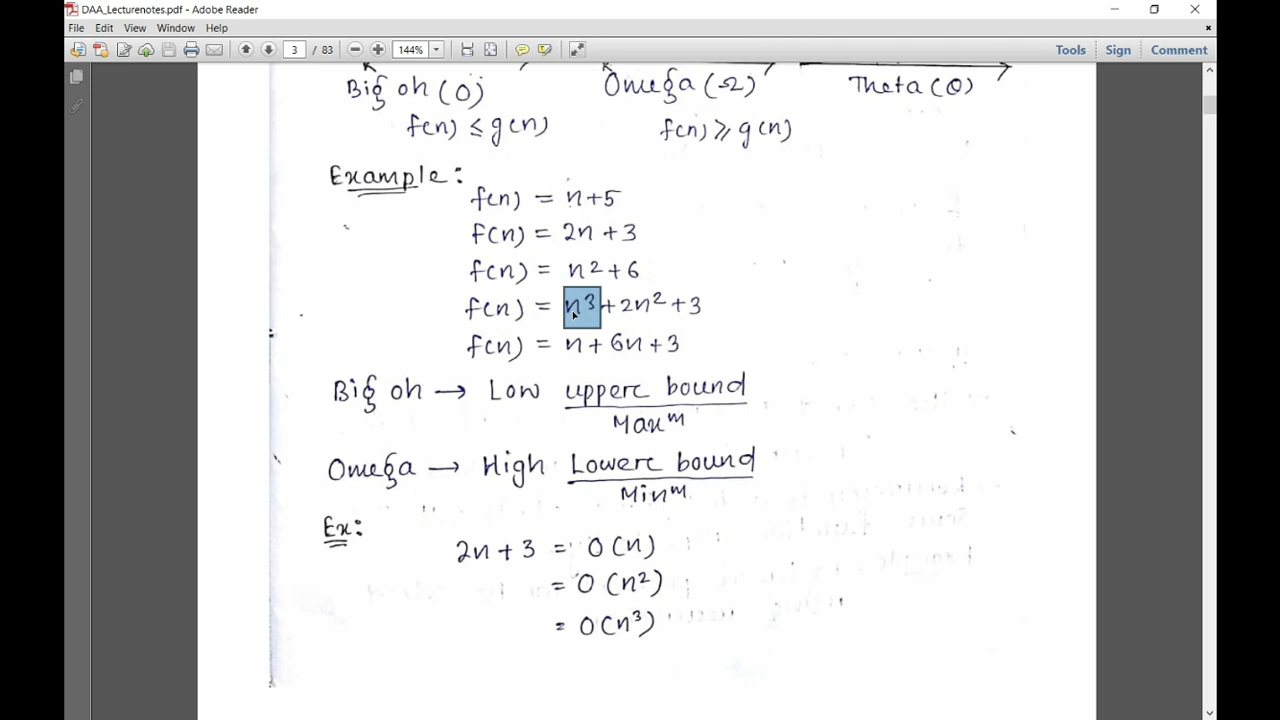 DAA_Lecturenotes.pdf - Adobe Reader
File Edit View Window Help
3 / 83 144% Tools Sign Comment
Big oh (O) Omega (Ω) Theta (Θ)
f(n) ≤ g(n) f(n) ≥ g(n)
Example:
f(n) = n+5
f(n) = 2n + 3
f(n) = n² + 6
f(n) = n³ + 2n² + 3
f(n) = n + 6n + 3
Big oh → Low upper bound
Maxᵐ
Omega → High Lower bound
Minᵐ
Ex:
2n + 3 = O(n)
= O(n²)
= O(n³)